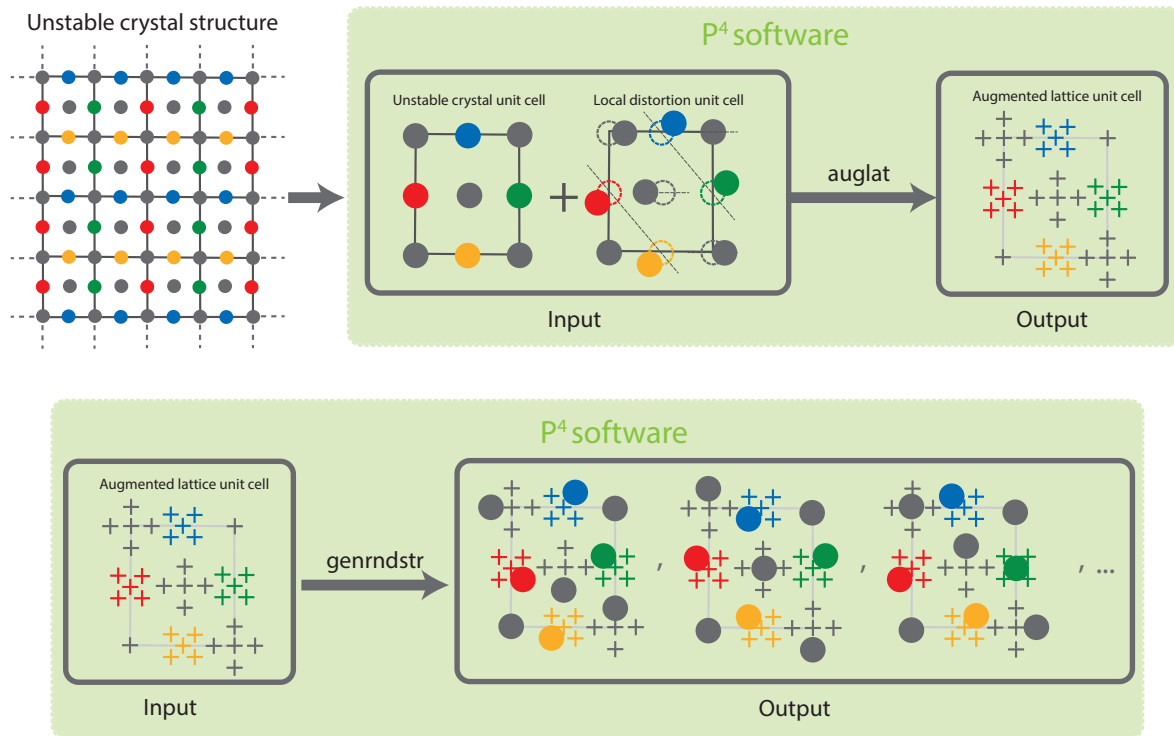 Unstable crystal structure
P⁴ software
Unstable crystal unit cell
Local distortion unit cell
Augmented lattice unit cell
auglat
Input
Output
P⁴ software
Augmented lattice unit cell
genrndstr
, , , ...
Input
Output